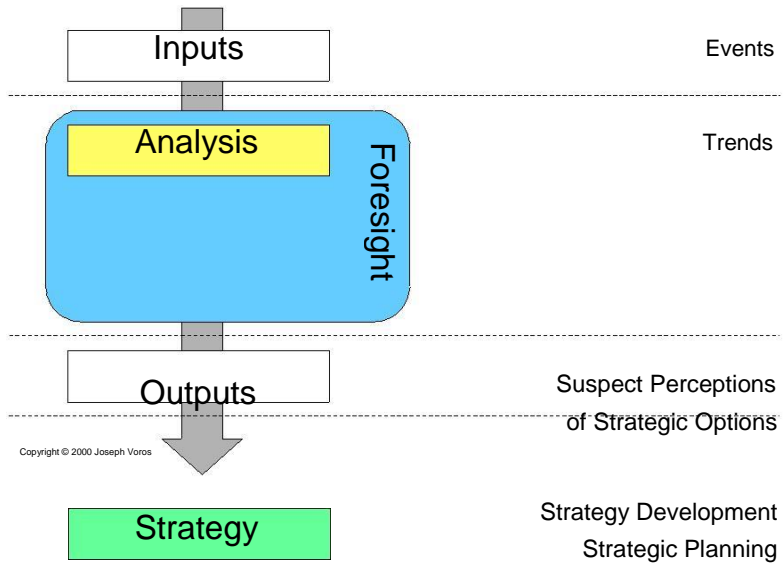 Inputs
Events
Analysis
Trends
Foresight
Outputs
Suspect Perceptions
of Strategic Options
Copyright © 2000 Joseph Voros
Strategy
Strategy Development
Strategic Planning